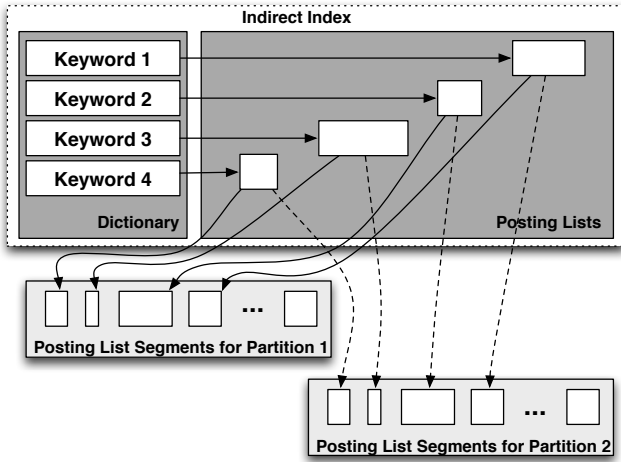 Indirect Index
Keyword 1
Keyword 2
Keyword 3
Keyword 4
Dictionary
Posting Lists
...
Posting List Segments for Partition 1
...
Posting List Segments for Partition 2